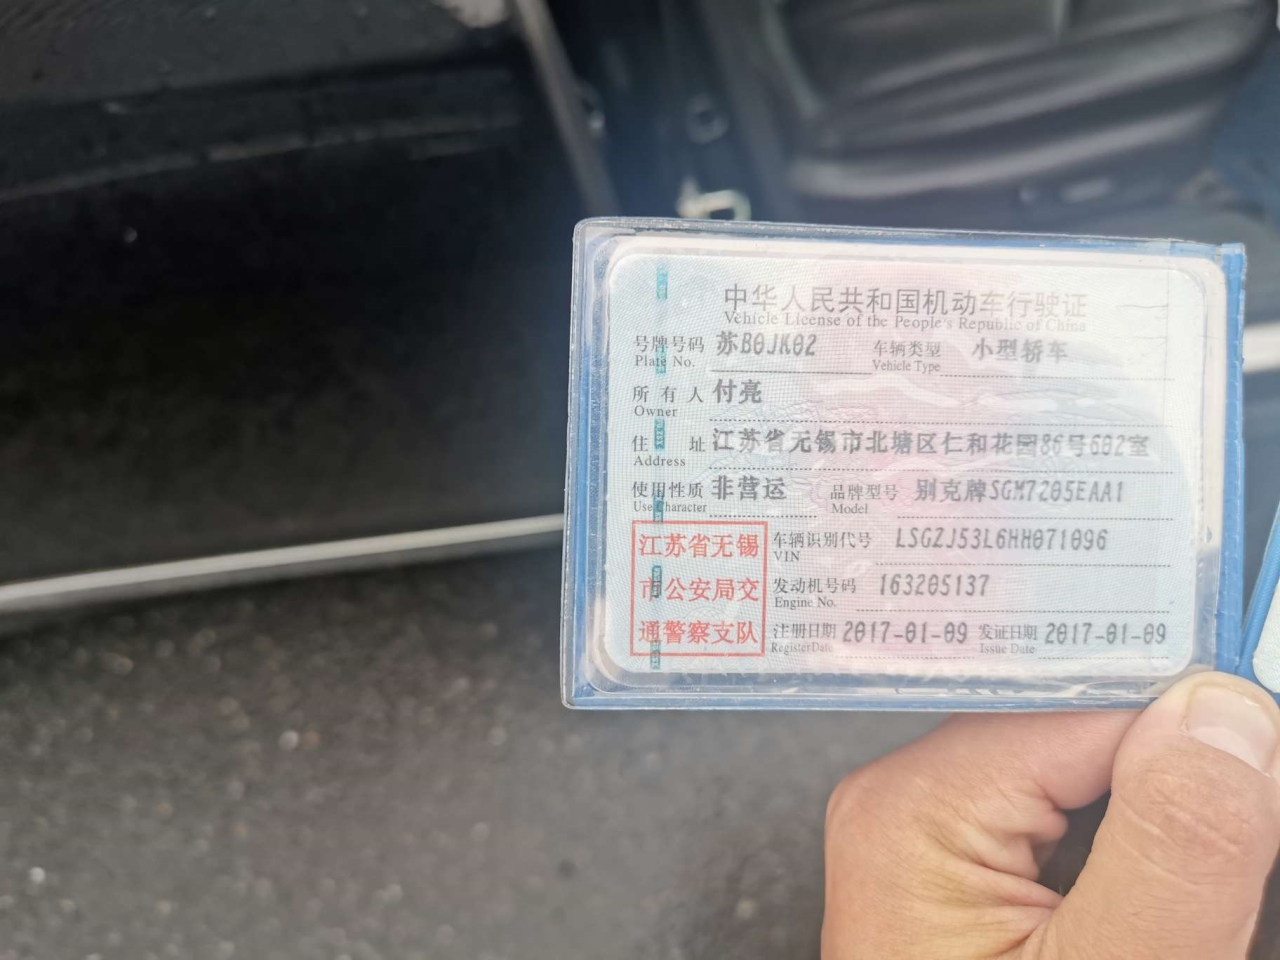 中华人民共和国机动车行驶证
Vehicle License of the People's Republic of China
号牌号码 苏B0JK02 车辆类型 小型轿车
Plate No. Vehicle Type
所有人 付亮
Owner
住址 江苏省无锡市北塘区仁和花园86号602室
Address
使用性质 非营运 品牌型号 别克牌SGM7205EAA1
Use Character Model
江苏省无锡
市公安局交
通警察支队
车辆识别代号 LSGZJ53L6HH071096
VIN
发动机号码 163205137
Engine No.
注册日期 2017-01-09 发证日期 2017-01-09
Register Date Issue Date